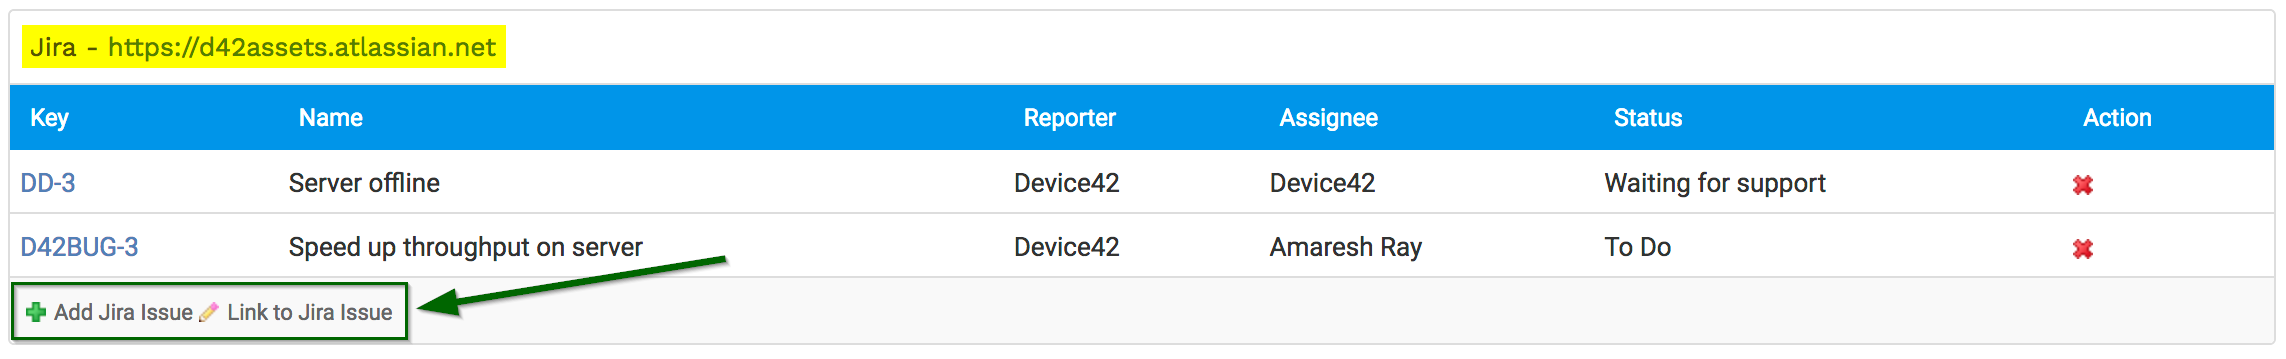 Jira - https://d42assets.atlassian.net
Key Name Reporter Assignee Status Action
DD-3 Server offline Device42 Device42 Waiting for support
D42BUG-3 Speed up throughput on server Device42 Amaresh Ray To Do
Add Jira Issue Link to Jira Issue